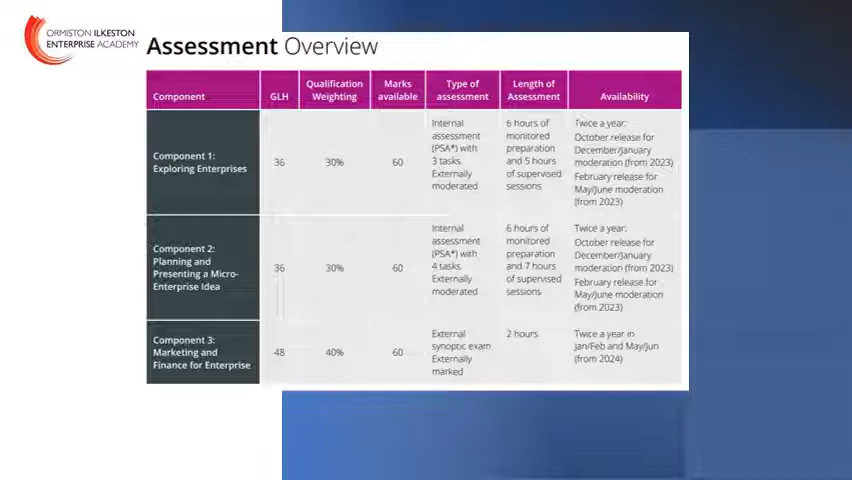 ORMISTON ILKESTON
ENTERPRISE ACADEMY
Assessment Overview
Component
GLH
Qualification
Weighting
Marks
available
Type of
assessment
Length of
Assessment
Availability
Component 1:
Exploring Enterprises
36
30%
60
Internal
assessment
(PSA*) with
3 tasks.
Externally
moderated
6 hours of
monitored
preparation
and 5 hours
of supervised
sessions
Twice a year:
October release for
December/January
moderation (from 2023)
February release for
May/June moderation
(from 2023)
Component 2:
Planning and
Presenting a Micro-
Enterprise Idea
36
30%
60
Internal
assessment
(PSA*) with
4 tasks.
Externally
moderated
6 hours of
monitored
preparation
and 7 hours
of supervised
sessions
Twice a year:
October release for
December/January
moderation (from 2023)
February release for
May/June moderation
(from 2023)
Component 3:
Marketing and
Finance for Enterprise
48
40%
60
External
synoptic exam
Externally
marked
2 hours
Twice a year in
Jan/Feb and May/Jun
(from 2024)